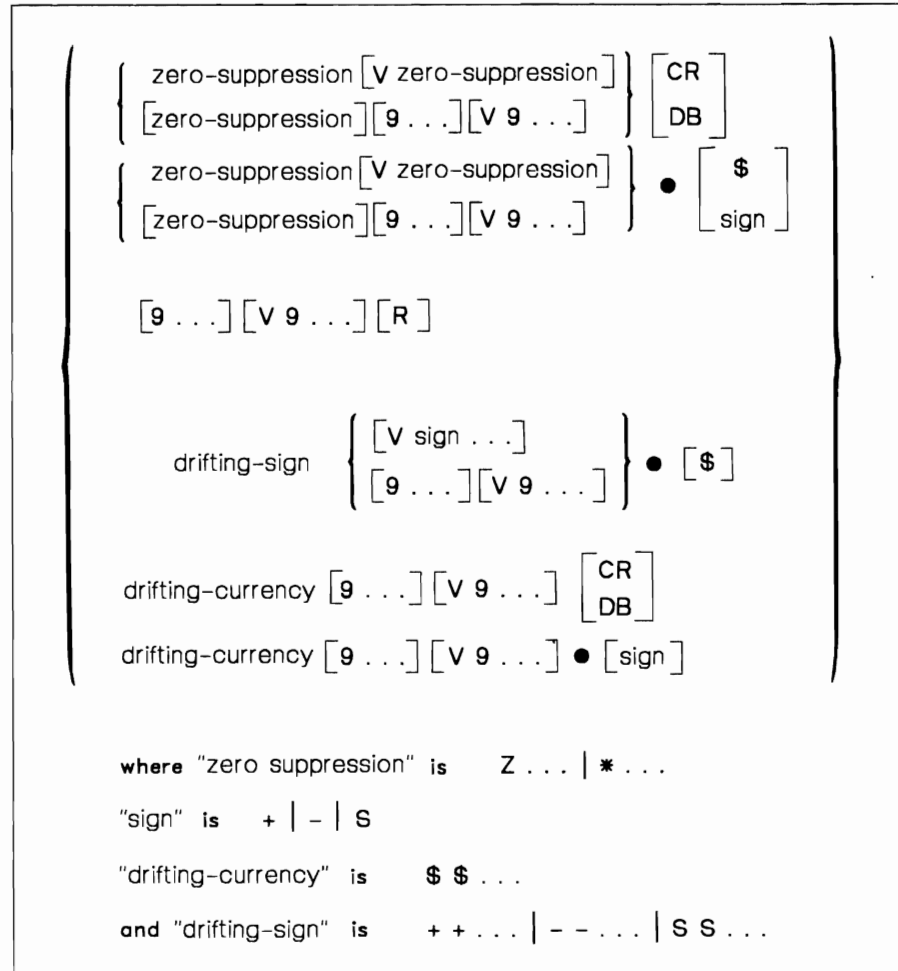 zero-suppression [V zero-suppression] [CR
[zero-suppression] [9 . . .] [V 9 . . .] DB]
zero-suppression [V zero-suppression] ● [$
[zero-suppression] [9 . . .] [V 9 . . .] sign]
[9 . . .] [V 9 . . .] [R ]
[V sign . . .]
drifting-sign ● [$]
[9 . . .] [V 9 . . .]
[CR
drifting-currency [9 . . .] [V 9 . . .] DB]
drifting-currency [9 . . .] [V 9 . . .] ● [sign]
where "zero suppression" is Z . . . | * . . .
"sign" is + | - | S
"drifting-currency" is $ $ . . .
and "drifting-sign" is + + . . . | - - . . . | S S . . .